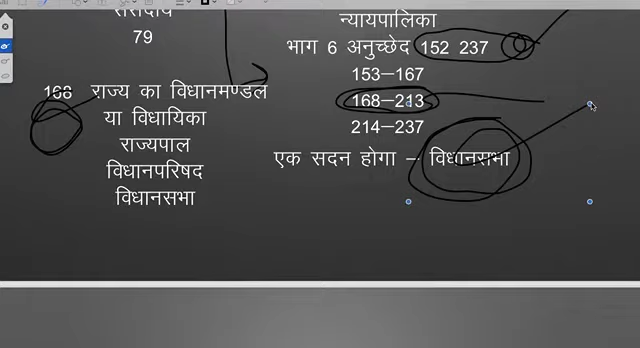 79
168 राज्य का विधानमण्डल
या विधायिका
राज्यपाल
विधानपरिषद
विधानसभा
न्यायपालिका
भाग 6 अनुच्छेद 152 237
153–167
168–213
214–237
एक सदन होगा – विधानसभा